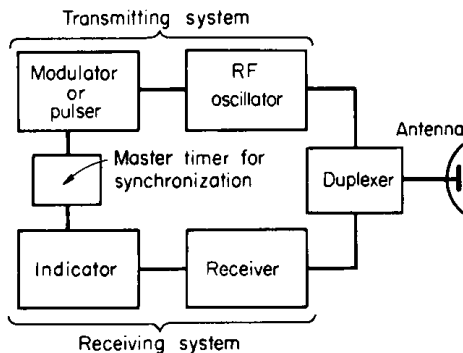 Transmitting system
Modulator
or
pulser
RF
oscillator
Antenna
Master timer for
synchronization
Duplexer
Indicator
Receiver
Receiving system